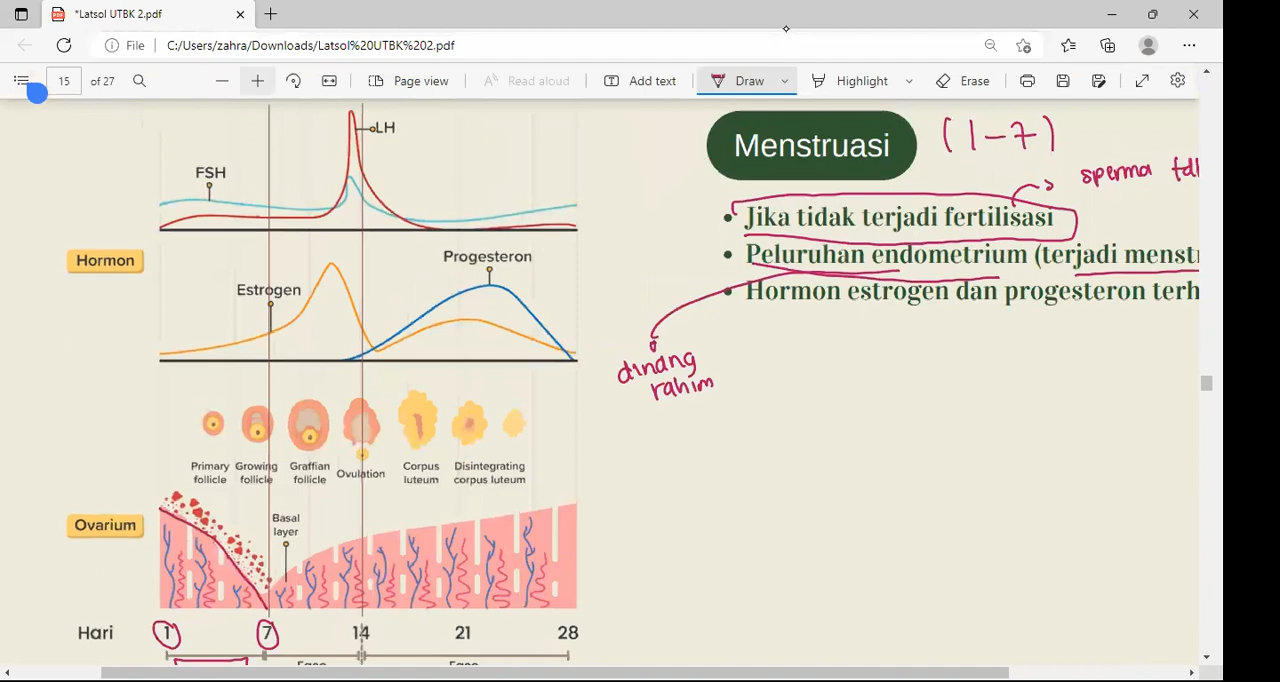 *Latsol UTBK 2.pdf
File
C:/Users/zahra/Downloads/Latsol%20UTBK%202.pdf
15 of 27
Page view
Read aloud
Add text
Draw
Highlight
Erase
LH
FSH
Hormon
Progesteron
Estrogen
Primary follicle
Growing follicle
Graffian follicle
Ovulation
Corpus luteum
Disintegrating corpus luteum
Ovarium
Basal layer
Hari 1 7 14 21 28
Menstruasi (1-7)
sperma
• Jika tidak terjadi fertilisasi
• Peluruhan endometrium (terjadi menst
• Hormon estrogen dan progesteron terh
dinding
rahim